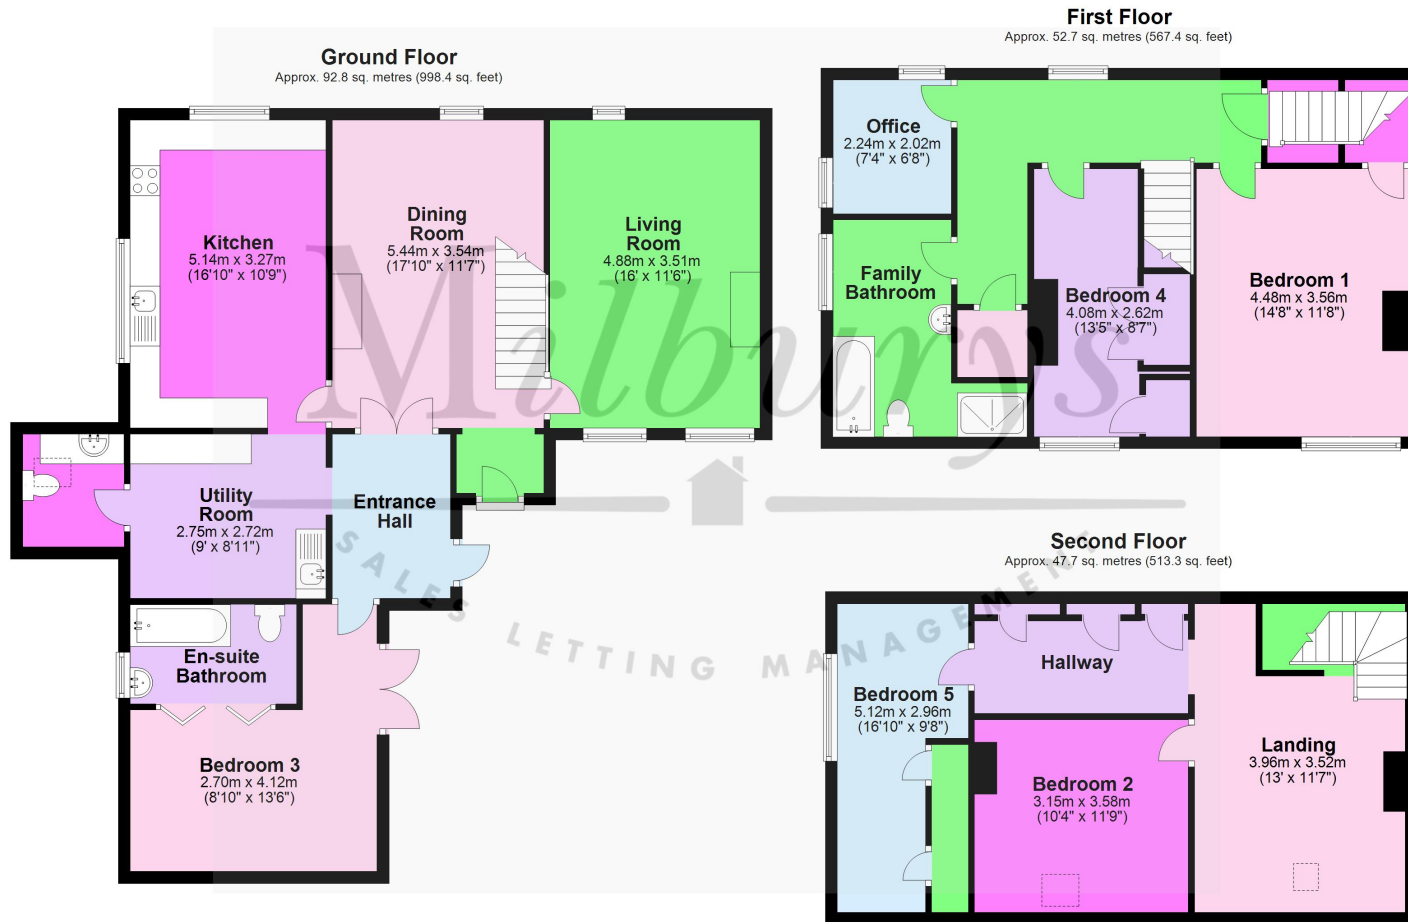 Ground Floor
Approx. 92.8 sq. metres (998.4 sq. feet)
Kitchen
5.14m x 3.27m
(16'10" x 10'9")
Dining
Room
5.44m x 3.54m
(17'10" x 11'7")
Living
Room
4.88m x 3.51m
(16' x 11'6")
Utility
Room
2.75m x 2.72m
(9' x 8'11")
Entrance
Hall
En-suite
Bathroom
Bedroom 3
2.70m x 4.12m
(8'10" x 13'6")
First Floor
Approx. 52.7 sq. metres (567.4 sq. feet)
Office
2.24m x 2.02m
(7'4" x 6'8")
Family
Bathroom
Bedroom 4
4.08m x 2.62m
(13'5" x 8'7")
Bedroom 1
4.48m x 3.56m
(14'8" x 11'8")
Second Floor
Approx. 47.7 sq. metres (513.3 sq. feet)
Hallway
Bedroom 5
5.12m x 2.96m
(16'10" x 9'8")
Bedroom 2
3.15m x 3.58m
(10'4" x 11'9")
Landing
3.96m x 3.52m
(13' x 11'7")
Milburys
SALES LETTING MANAGEMENT